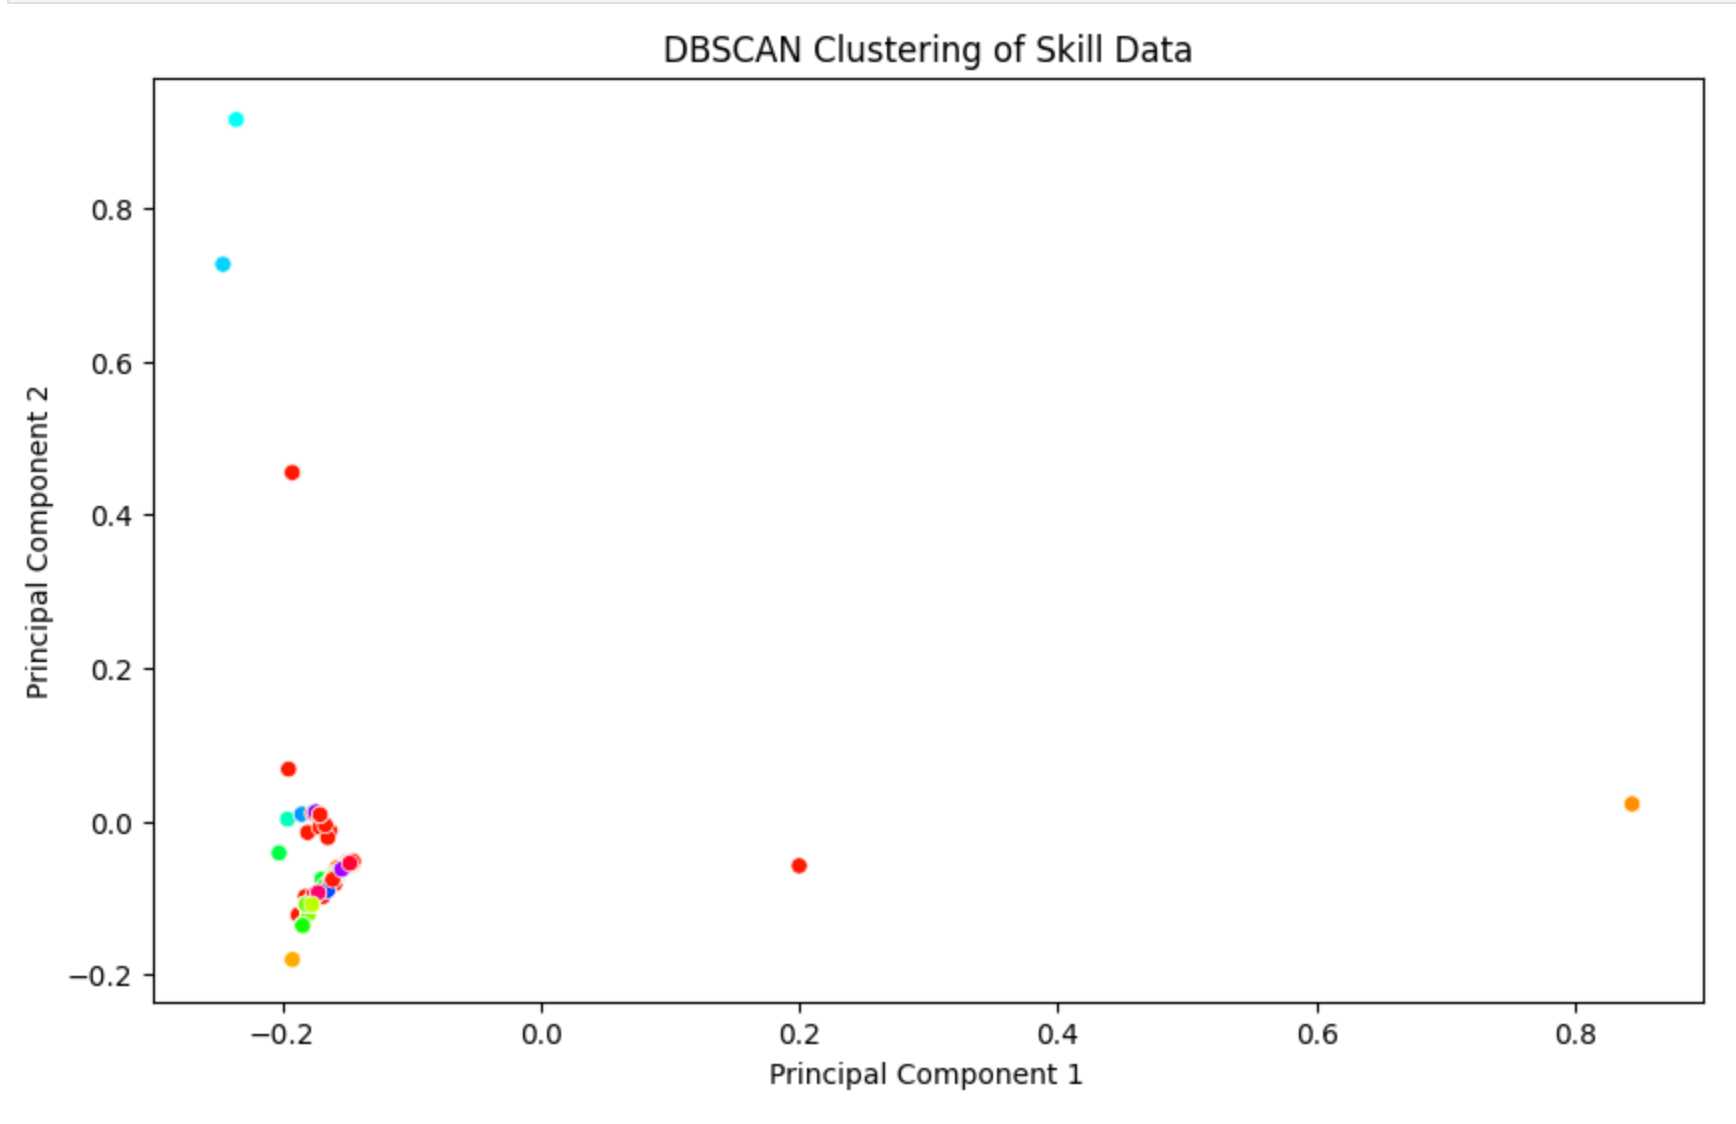 DBSCAN Clustering of Skill Data
0.8
0.6
0.4
0.2
0.0
−0.2
Principal Component 2
−0.2 0.0 0.2 0.4 0.6 0.8
Principal Component 1